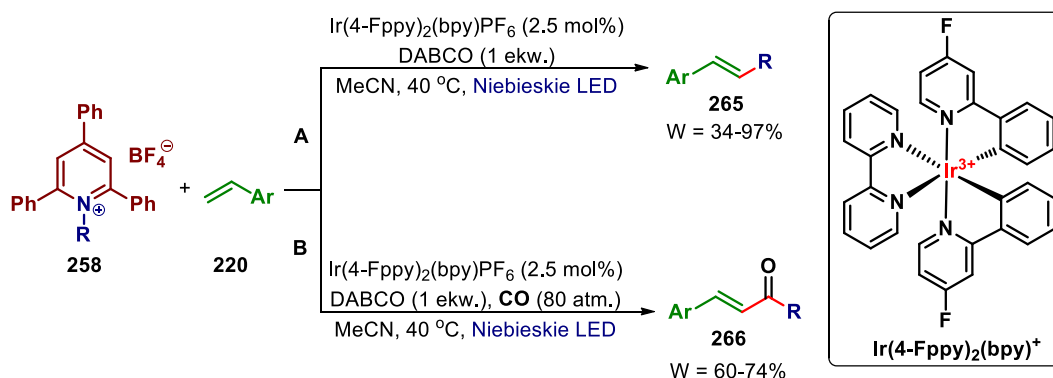 Ir(4-Fppy)₂(bpy)PF₆ (2.5 mol%)
DABCO (1 ekw.)
MeCN, 40 °C, Niebieskie LED
Ar
R
265
W = 34-97%
A
Ph
BF₄⊖
Ph
N⊕
Ph
R
258
+
Ar
220
B
Ir(4-Fppy)₂(bpy)PF₆ (2.5 mol%)
DABCO (1 ekw.), CO (80 atm.)
MeCN, 40 °C, Niebieskie LED
O
Ar
R
266
W = 60-74%
F
N
N
Ir³⁺
N
N
F
Ir(4-Fppy)₂(bpy)⁺